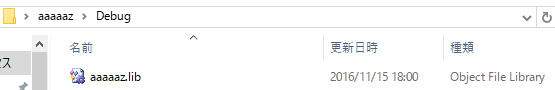 aaaaaz > Debug
名前 更新日時 種類
ス
aaaaaz.lib 2016/11/15 18:00 Object File Library